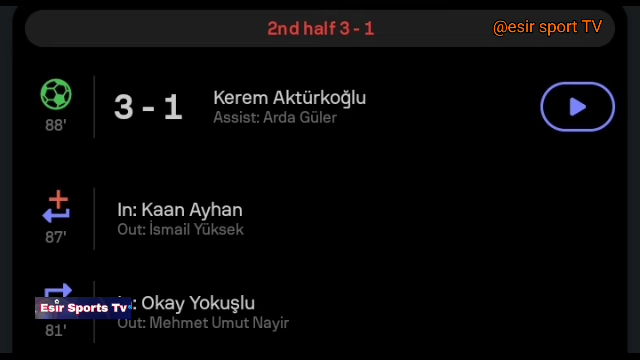 2nd half 3 - 1
@esir sport TV
88'
3 - 1
Kerem Aktürkoğlu
Assist: Arda Güler
87'
In: Kaan Ayhan
Out: İsmail Yüksek
Esir Sports Tv
81'
: Okay Yokuşlu
Out: Mehmet Umut Nayir